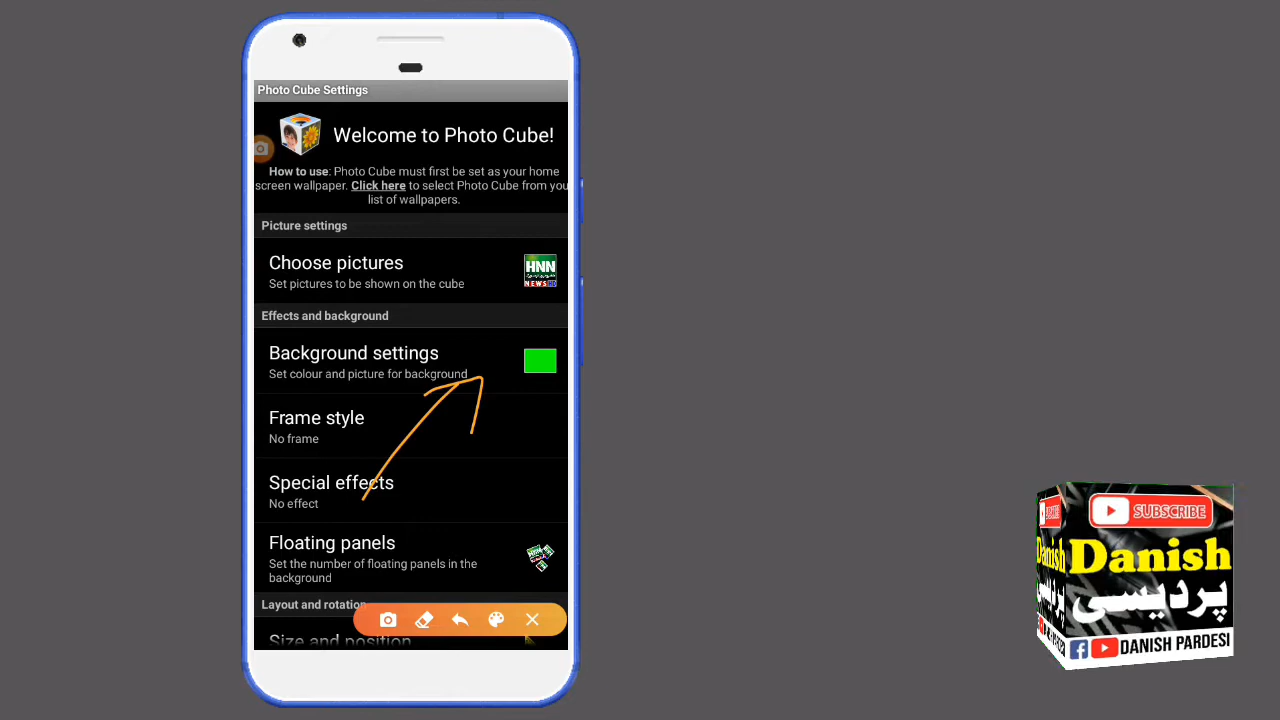 Photo Cube Settings
Welcome to Photo Cube!
How to use: Photo Cube must first be set as your home
screen wallpaper. Click here to select Photo Cube from you
list of wallpapers.
Picture settings
Choose pictures
Set pictures to be shown on the cube
HNN
NEWS HD
Effects and background
Background settings
Set colour and picture for background
Frame style
No frame
Special effects
No effect
Floating panels
Set the number of floating panels in the
background
Layout and rotation
Size and position
SUBSCRIBE
Danish
پردیسی
DANISH PARDESI
Danish